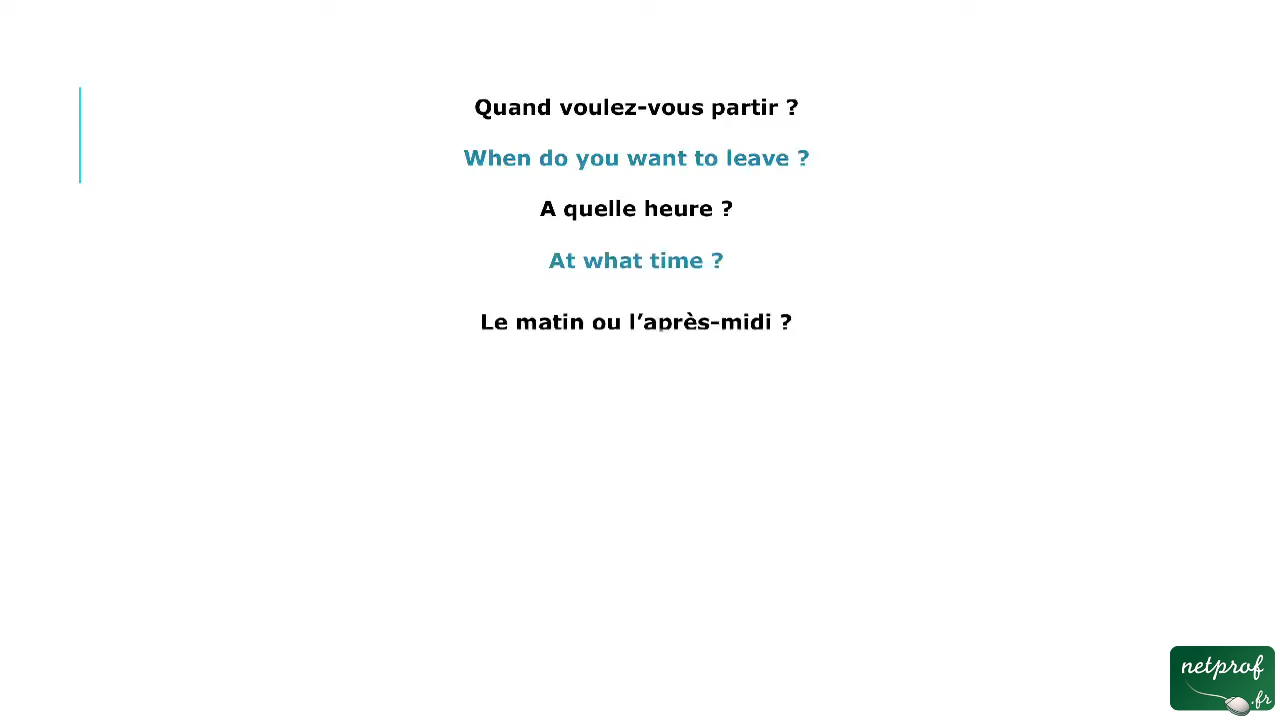 Quand voulez-vous partir ?
When do you want to leave ?
A quelle heure ?
At what time ?
Le matin ou l’après-midi ?
netprof
.fr